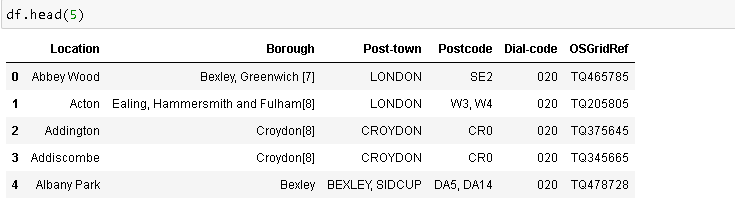 df.head(5)
Location Borough Post-town Postcode Dial-code OSGridRef
0 Abbey Wood Bexley, Greenwich [7] LONDON SE2 020 TQ465785
1 Acton Ealing, Hammersmith and Fulham[8] LONDON W3, W4 020 TQ205805
2 Addington Croydon[8] CROYDON CR0 020 TQ375645
3 Addiscombe Croydon[8] CROYDON CR0 020 TQ345665
4 Albany Park Bexley BEXLEY, SIDCUP DA5, DA14 020 TQ478728